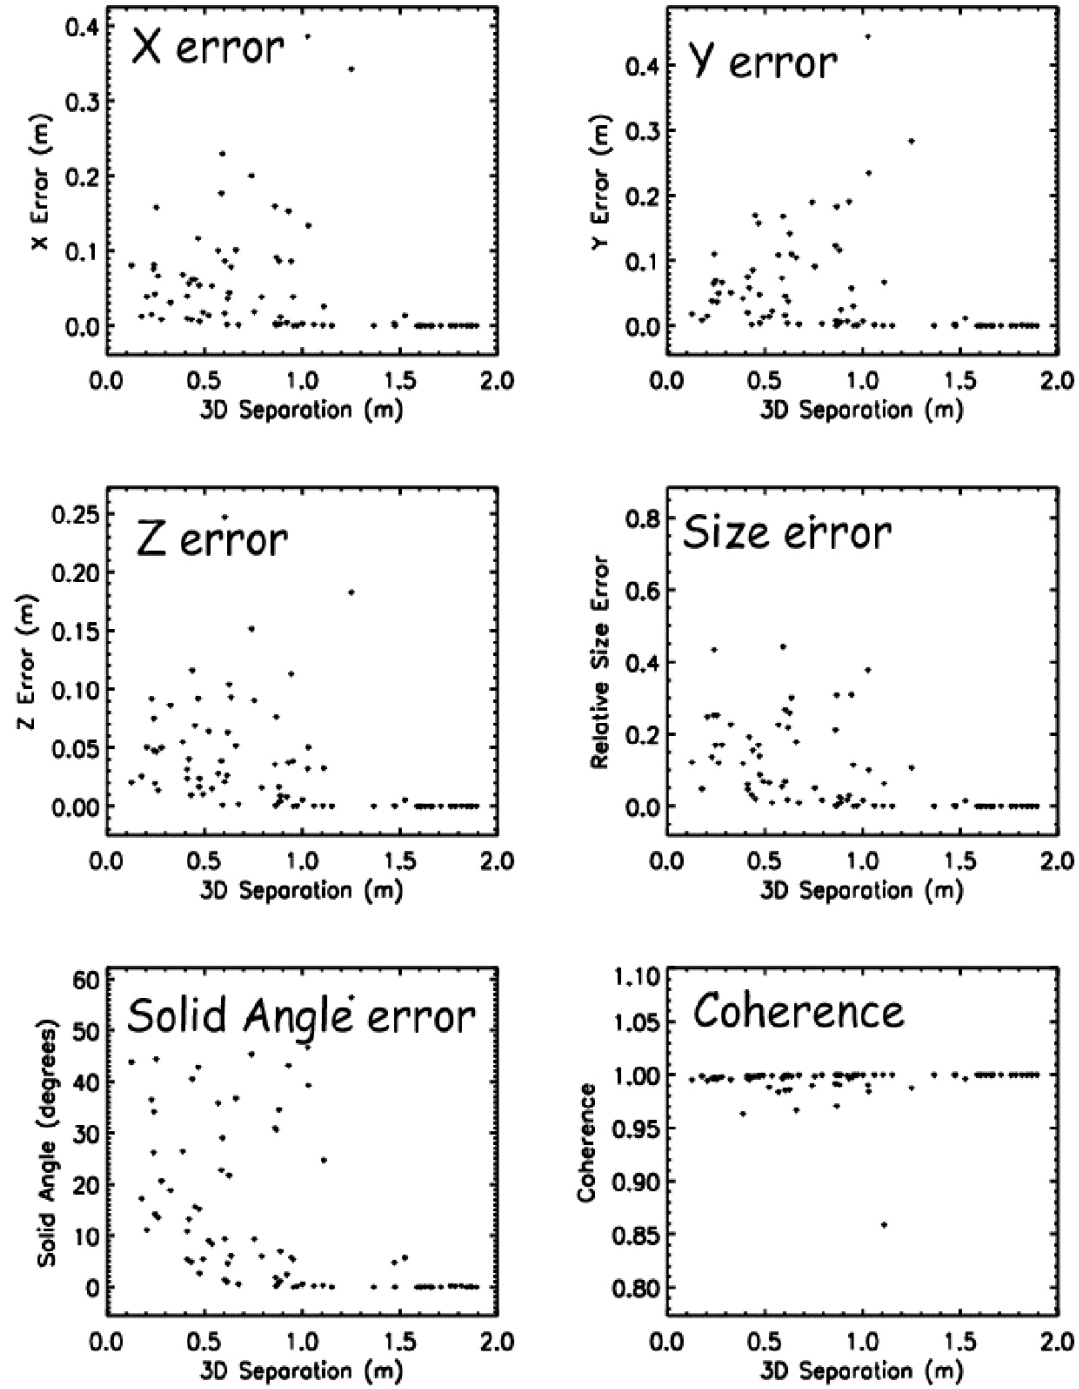 X error
0.4
0.3
0.2
0.1
0.0
X Error (m)
0.0 0.5 1.0 1.5 2.0
3D Separation (m)
Y error
0.4
0.3
0.2
0.1
0.0
Y Error (m)
0.0 0.5 1.0 1.5 2.0
3D Separation (m)
Z error
0.25
0.20
0.15
0.10
0.05
0.00
Z Error (m)
0.0 0.5 1.0 1.5 2.0
3D Separation (m)
Size error
0.8
0.6
0.4
0.2
0.0
Relative Size Error
0.0 0.5 1.0 1.5 2.0
3D Separation (m)
Solid Angle error
60
50
40
30
20
10
0
Solid Angle (degrees)
0.0 0.5 1.0 1.5 2.0
3D Separation (m)
Coherence
1.10
1.05
1.00
0.95
0.90
0.85
0.80
Coherence
0.0 0.5 1.0 1.5 2.0
3D Separation (m)